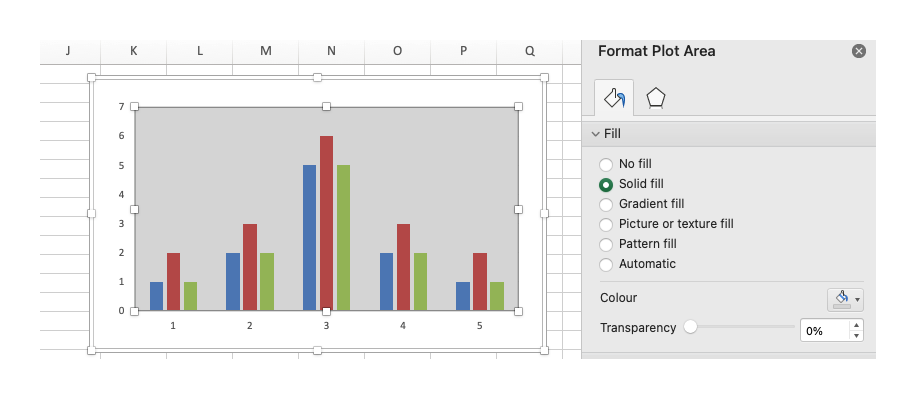 J K L M N O P Q
Format Plot Area
Fill
No fill
Solid fill
Gradient fill
Picture or texture fill
Pattern fill
Automatic
Colour
Transparency 0%
7
6
5
4
3
2
1
0
1 2 3 4 5